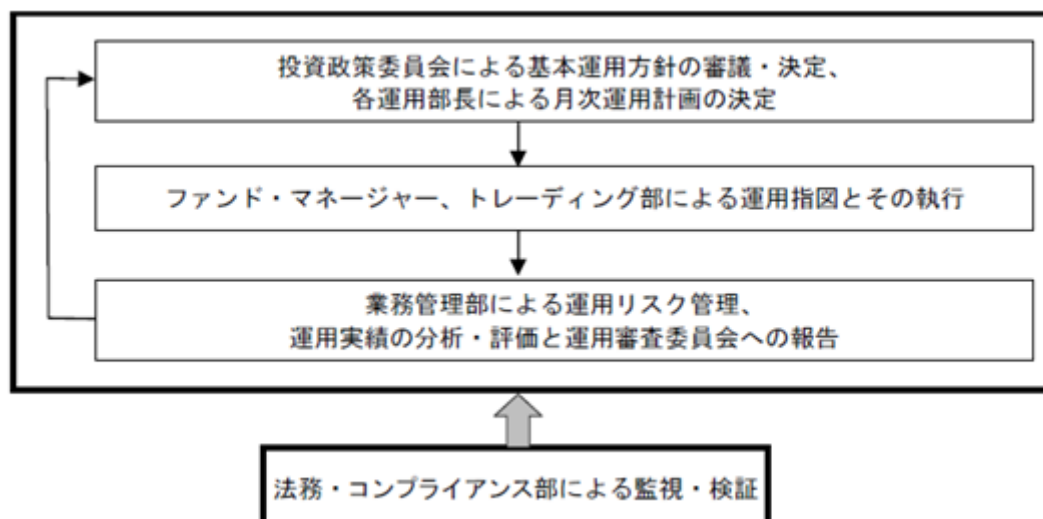 投資政策委員会による基本運用方針の審議・決定、
各運用部長による月次運用計画の決定
ファンド・マネージャー、トレーディング部による運用指図とその執行
業務管理部による運用リスク管理、
運用実績の分析・評価と運用審査委員会への報告
法務・コンプライアンス部による監視・検証